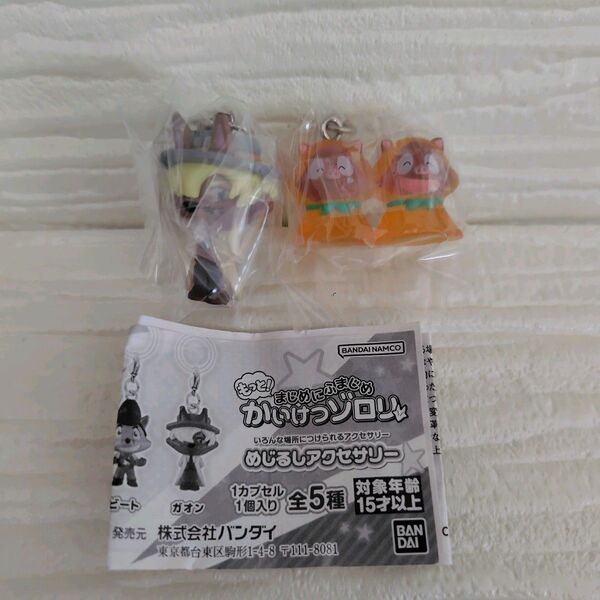 BANDAI NAMCO
もっと!
まじめにふまじめ
かいけつゾロリ
いろんな場所につけられるアクセサリー
めじるしアクセサリー
1カプセル
1個入り
全5種
対象年齢
15才以上
ビート
ガオン
発売元
株式会社バンダイ
東京都台東区駒形1-4-8 〒111-8081
BAN
DAI